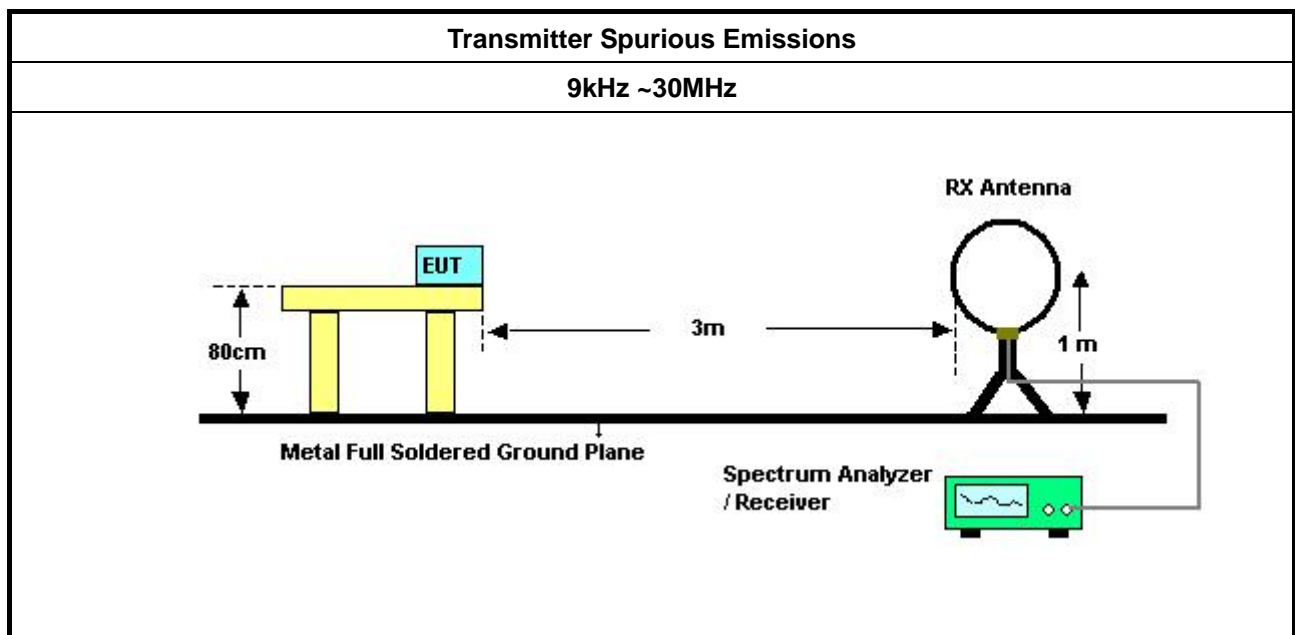 Transmitter Spurious Emissions
9kHz ~30MHz
RX Antenna
EUT
3m
80cm
1 m
Metal Full Soldered Ground Plane
Spectrum Analyzer
/ Receiver